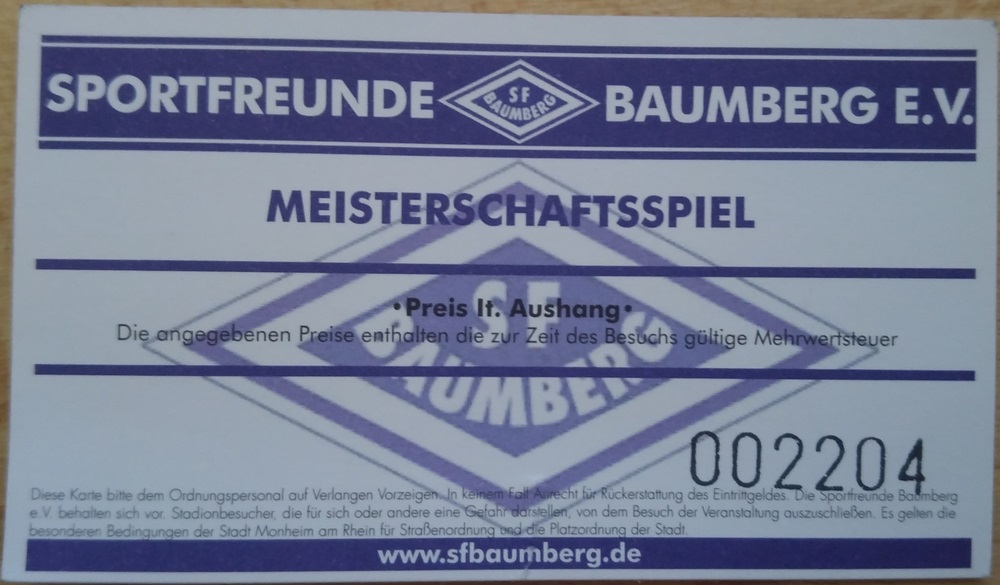 SPORTFREUNDE SF BAUMBERG BAUMBERG E.V.
MEISTERSCHAFTSSPIEL
•Preis lt. Aushang•
Die angegebenen Preise enthalten die zur Zeit des Besuchs gültige Mehrwertsteuer
SF
BAUMBERG
002204
Diese Karte bitte dem Ordnungspersonal auf Verlangen Vorzeigen. In keinem Fall Anrecht für Rückerstattung des Eintrittgeldes. Die Sportfreunde Baumberg
e.V. behalten sich vor. Stadionbesucher, die für sich oder andere eine Gefahr darstellen, von dem Besuch der Veranstaltung auszuschließen. Es gelten die
besonderen Bedingungen der Stadt Monheim am Rhein für Straßenordnung und die Platzordnung der Stadt.
www.sfbaumberg.de